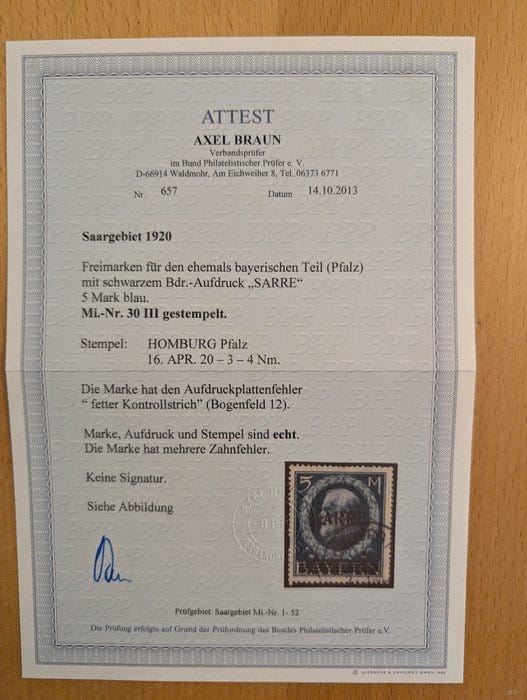 ATTEST
AXEL BRAUN
Verbandsprüfer
im Bund Philatelistischer Prüfer e. V.
D-66914 Waldmohr, Am Eichweiher 8, Tel. 06373 6771
Nr. 657 Datum 14.10.2013
Saargebiet 1920
Freimarken für den ehemals bayerischen Teil (Pfalz)
mit schwarzem Bdr.-Aufdruck „SARRE“
5 Mark blau.
Mi.-Nr. 30 III gestempelt.
Stempel: HOMBURG Pfalz
16. APR. 20 – 3 – 4 Nm.
Die Marke hat den Aufdruckplattenfehler
“ fetter Kontrollstrich” (Bogenfeld 12).
Marke, Aufdruck und Stempel sind echt.
Die Marke hat mehrere Zahnfehler.
Keine Signatur.
Siehe Abbildung
5 M
SARRE
BAYERN
Prüfgebiet: Saargebiet Mi.-Nr. 1- 52
Die Prüfung erfolgte auf Grund der Prüfordnung des Bundes Philatelistischer Prüfer e.V.